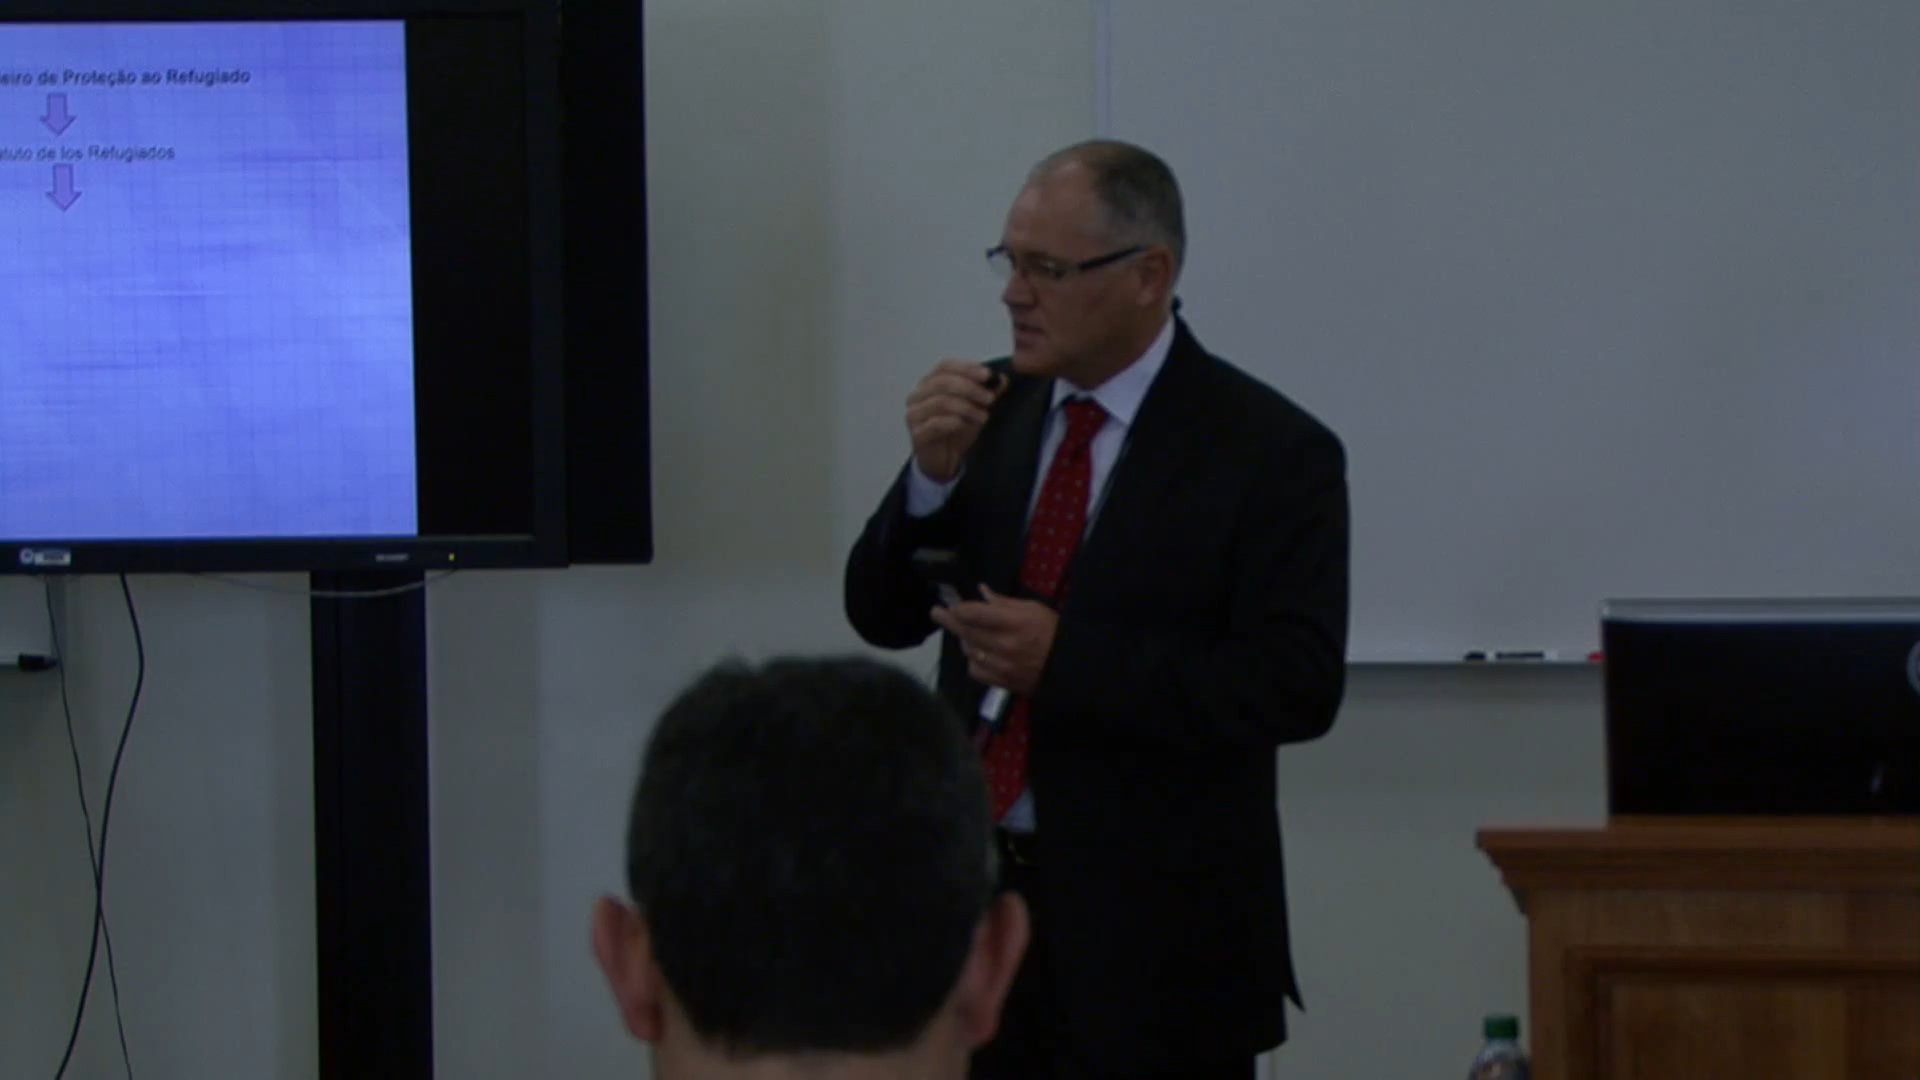 eiro de Proteção ao Refugiado
atuto de los Refugiados